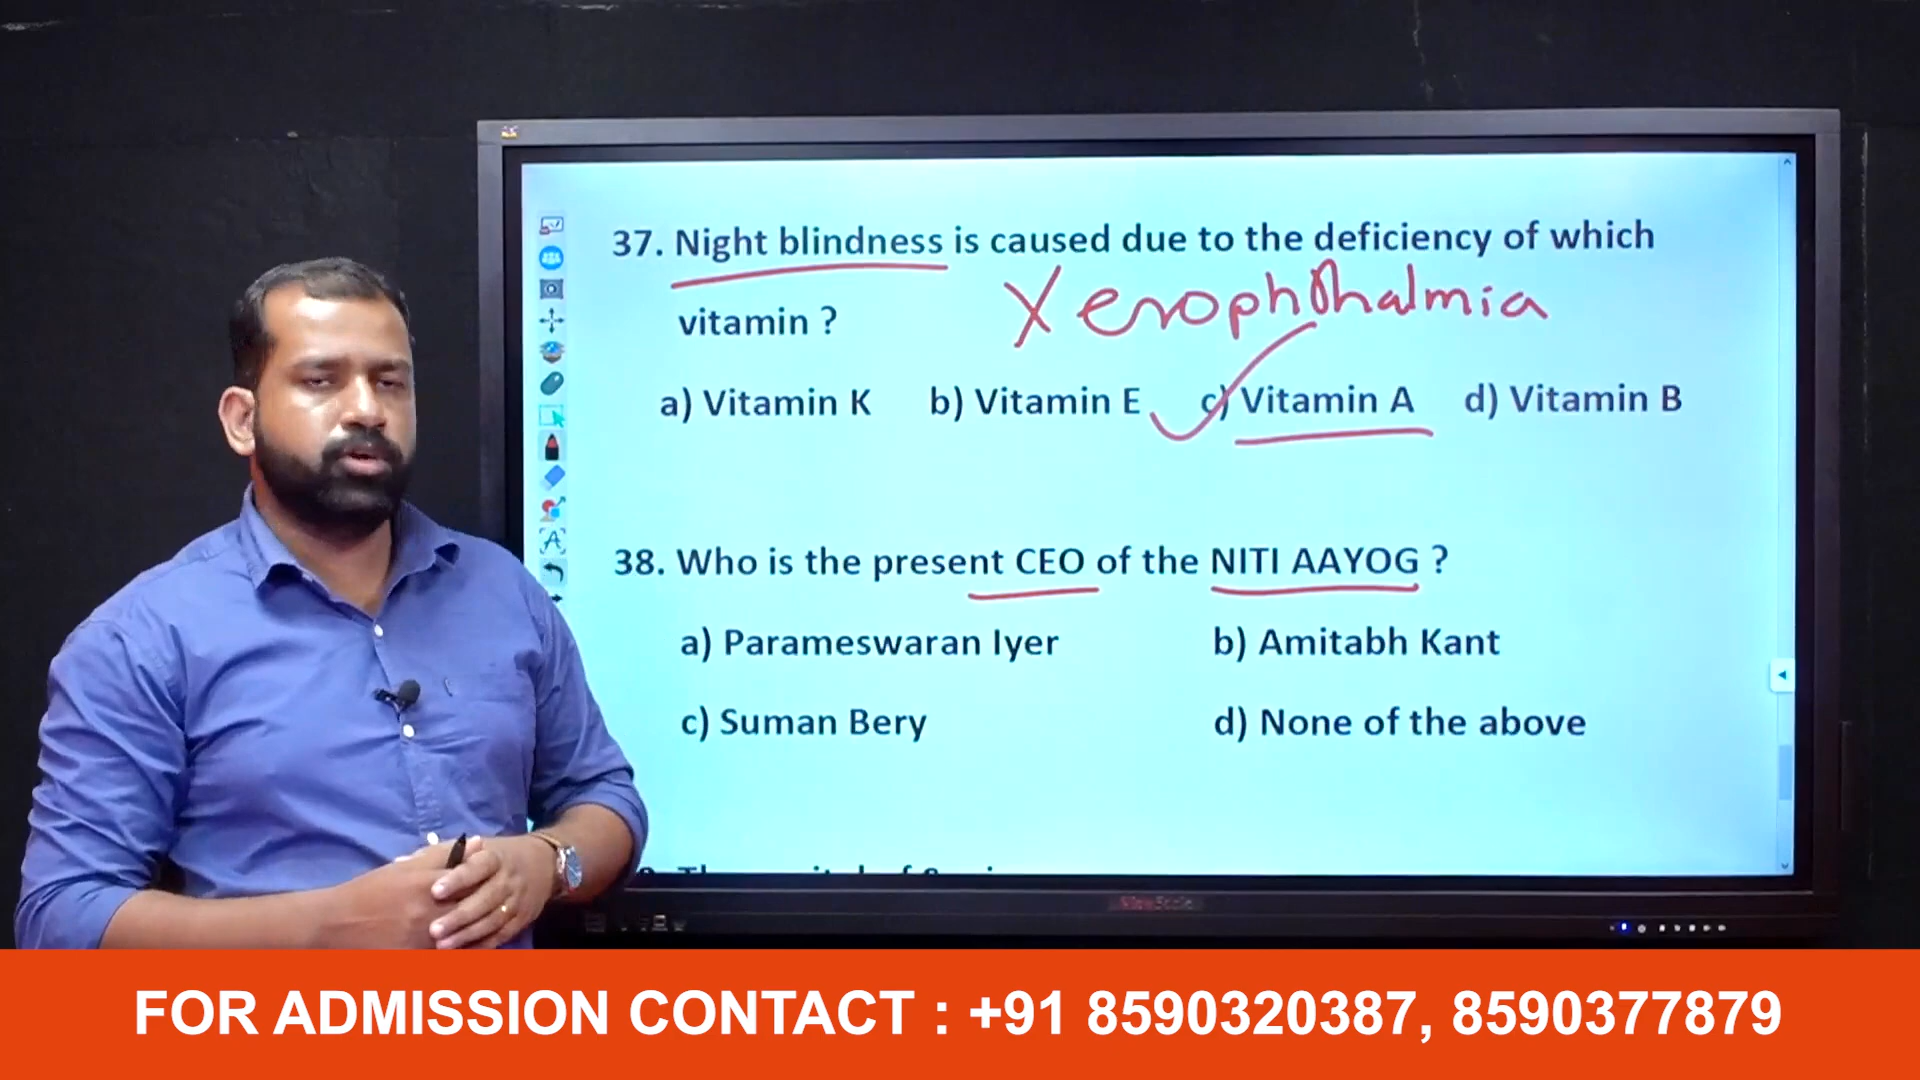 37. Night blindness is caused due to the deficiency of which
Xerophthalmia
vitamin ?
a) Vitamin K b) Vitamin E c) Vitamin A d) Vitamin B
38. Who is the present CEO of the NITI AAYOG ?
a) Parameswaran Iyer b) Amitabh Kant
c) Suman Bery d) None of the above
ViewSonic
FOR ADMISSION CONTACT : +91 8590320387, 8590377879